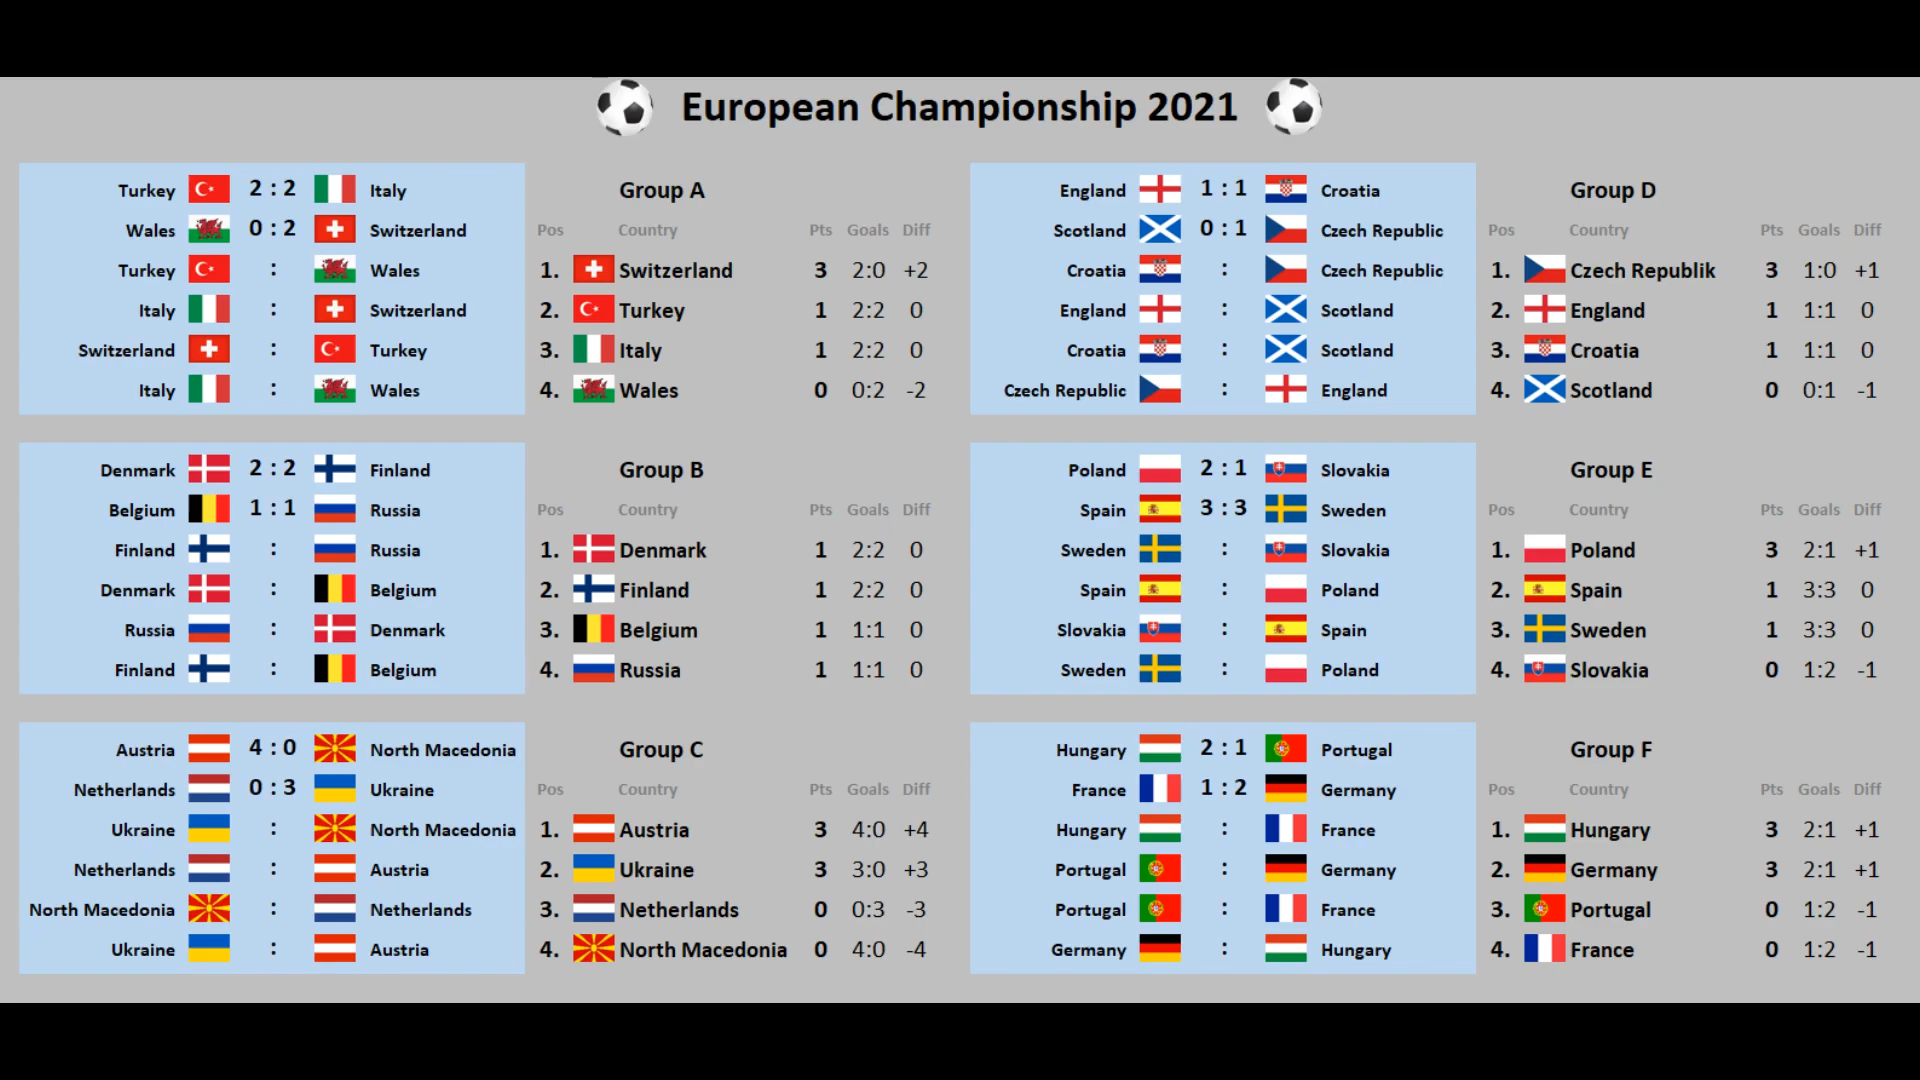 European Championship 2021
Turkey 2 : 2 Italy
Wales 0 : 2 Switzerland
Turkey : Wales
Italy : Switzerland
Switzerland : Turkey
Italy : Wales
Group A
Pos Country Pts Goals Diff
1. Switzerland 3 2:0 +2
2. Turkey 1 2:2 0
3. Italy 1 2:2 0
4. Wales 0 0:2 -2
England 1 : 1 Croatia
Scotland 0 : 1 Czech Republic
Croatia : Czech Republic
England : Scotland
Croatia : Scotland
Czech Republic : England
Group D
Pos Country Pts Goals Diff
1. Czech Republik 3 1:0 +1
2. England 1 1:1 0
3. Croatia 1 1:1 0
4. Scotland 0 0:1 -1
Denmark 2 : 2 Finland
Belgium 1 : 1 Russia
Finland : Russia
Denmark : Belgium
Russia : Denmark
Finland : Belgium
Group B
Pos Country Pts Goals Diff
1. Denmark 1 2:2 0
2. Finland 1 2:2 0
3. Belgium 1 1:1 0
4. Russia 1 1:1 0
Poland 2 : 1 Slovakia
Spain 3 : 3 Sweden
Sweden : Slovakia
Spain : Poland
Slovakia : Spain
Sweden : Poland
Group E
Pos Country Pts Goals Diff
1. Poland 3 2:1 +1
2. Spain 1 3:3 0
3. Sweden 1 3:3 0
4. Slovakia 0 1:2 -1
Austria 4 : 0 North Macedonia
Netherlands 0 : 3 Ukraine
Ukraine : North Macedonia
Netherlands : Austria
North Macedonia : Netherlands
Ukraine : Austria
Group C
Pos Country Pts Goals Diff
1. Austria 3 4:0 +4
2. Ukraine 3 3:0 +3
3. Netherlands 0 0:3 -3
4. North Macedonia 0 4:0 -4
Hungary 2 : 1 Portugal
France 1 : 2 Germany
Hungary : France
Portugal : Germany
Portugal : France
Germany : Hungary
Group F
Pos Country Pts Goals Diff
1. Hungary 3 2:1 +1
2. Germany 3 2:1 +1
3. Portugal 0 1:2 -1
4. France 0 1:2 -1